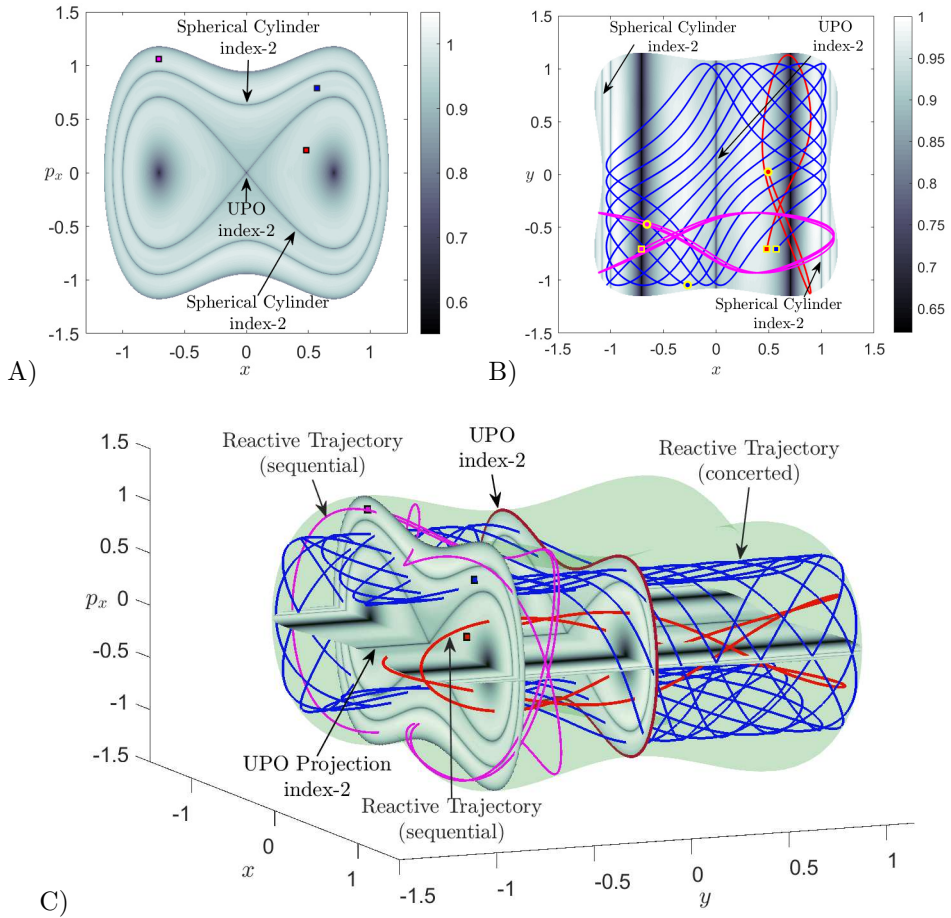 1.5
1
0.5
0
-0.5
-1
-1.5
p_x
-1
-0.5
0
0.5
1
x
Spherical Cylinder
index-2
UPO
index-2
Spherical Cylinder
index-2
1
0.9
0.8
0.7
0.6
A)
1.5
1
0.5
0
-0.5
-1
-1.5
y
-1.5
-1
-0.5
0
0.5
1
1.5
x
Spherical Cylinder
index-2
UPO
index-2
Spherical Cylinder
index-2
1
0.95
0.9
0.85
0.8
0.75
0.7
0.65
B)
1.5
1
0.5
0
-0.5
-1
-1.5
p_x
Reactive Trajectory
(sequential)
UPO
index-2
Reactive Trajectory
(concerted)
UPO Projection
index-2
Reactive Trajectory
(sequential)
-1
0
1
x
-1.5
-1
-0.5
0
0.5
1
y
C)